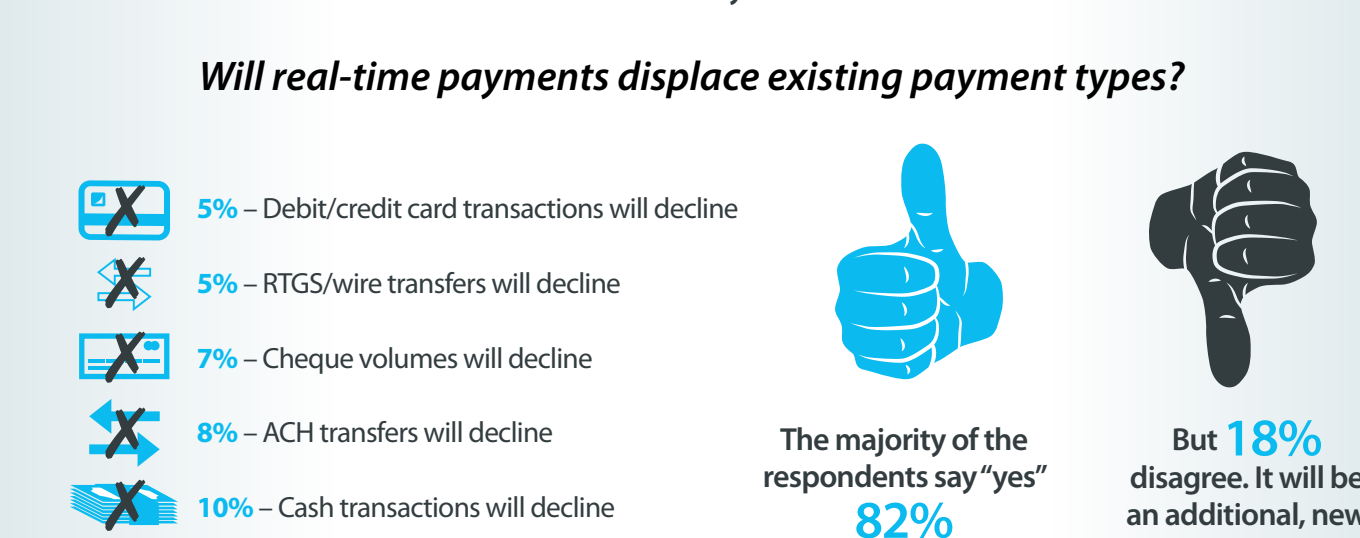 Will real-time payments displace existing payment types?
5% – Debit/credit card transactions will decline
5% – RTGS/wire transfers will decline
7% – Cheque volumes will decline
8% – ACH transfers will decline
10% – Cash transactions will decline
The majority of the
respondents say “yes”
82%
But 18%
disagree. It will be
an additional, new